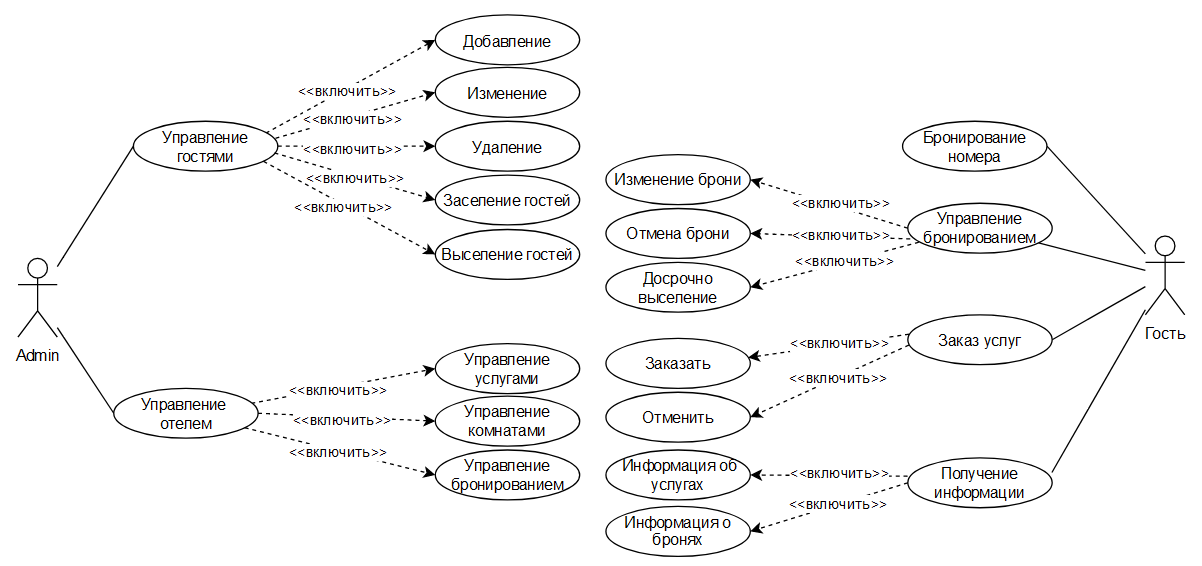 Добавление
<<включить>>
Изменение
<<включить>>
Управление
гостями
Удаление
<<включить>>
<<включить>>
Заселение гостей
<<включить>>
Выселение гостей
Admin
Управление
услугами
<<включить>>
Управление
отелем
Управление
комнатами
<<включить>>
<<включить>>
Управление
бронированием
Бронирование
номера
Изменение брони
<<включить>>
Управление
бронированием
Отмена брони
<<включить>>
<<включить>>
Досрочно
выселение
Гость
Заказ услуг
<<включить>>
Заказать
<<включить>>
Отменить
Информация об
услугах
<<включить>>
Получение
информации
<<включить>>
Информация о
бронях